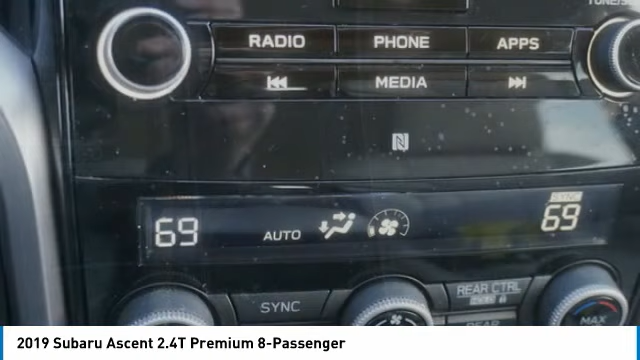 RADIO PHONE APPS
MEDIA
69 AUTO 69
SYNC REAR CTRL
REAR MAX
2019 Subaru Ascent 2.4T Premium 8-Passenger